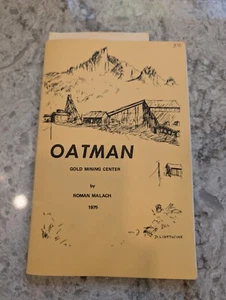 OATMAN
GOLD MINING CENTER
by
ROMAN MALACH
1975